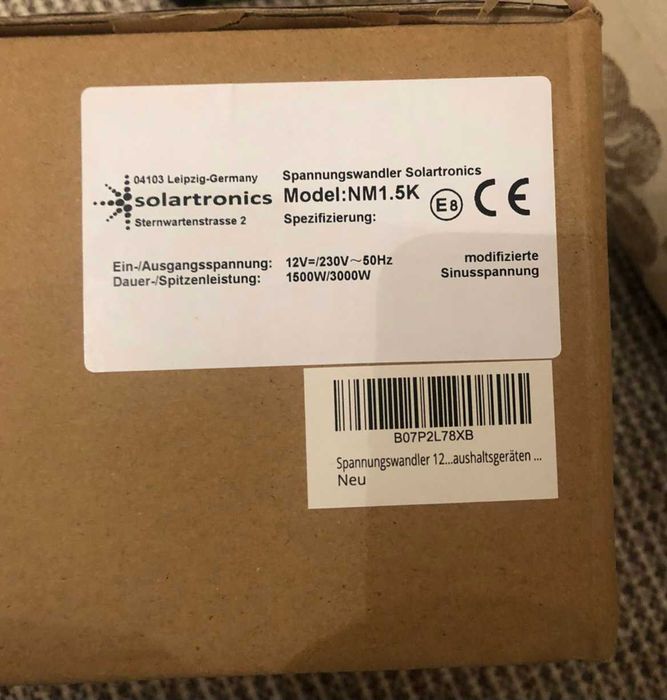 04103 Leipzig-Germany
solartronics
Sternwartenstrasse 2
Spannungswandler Solartronics
Model:NM1.5K
Spezifizierung:
E8 CE
Ein-/Ausgangsspannung: 12V=/230V~50Hz
Dauer-/Spitzenleistung: 1500W/3000W
modifizierte
Sinusspannung
B07P2L78XB
Spannungswandler 12...aushaltsgeräten ...
Neu